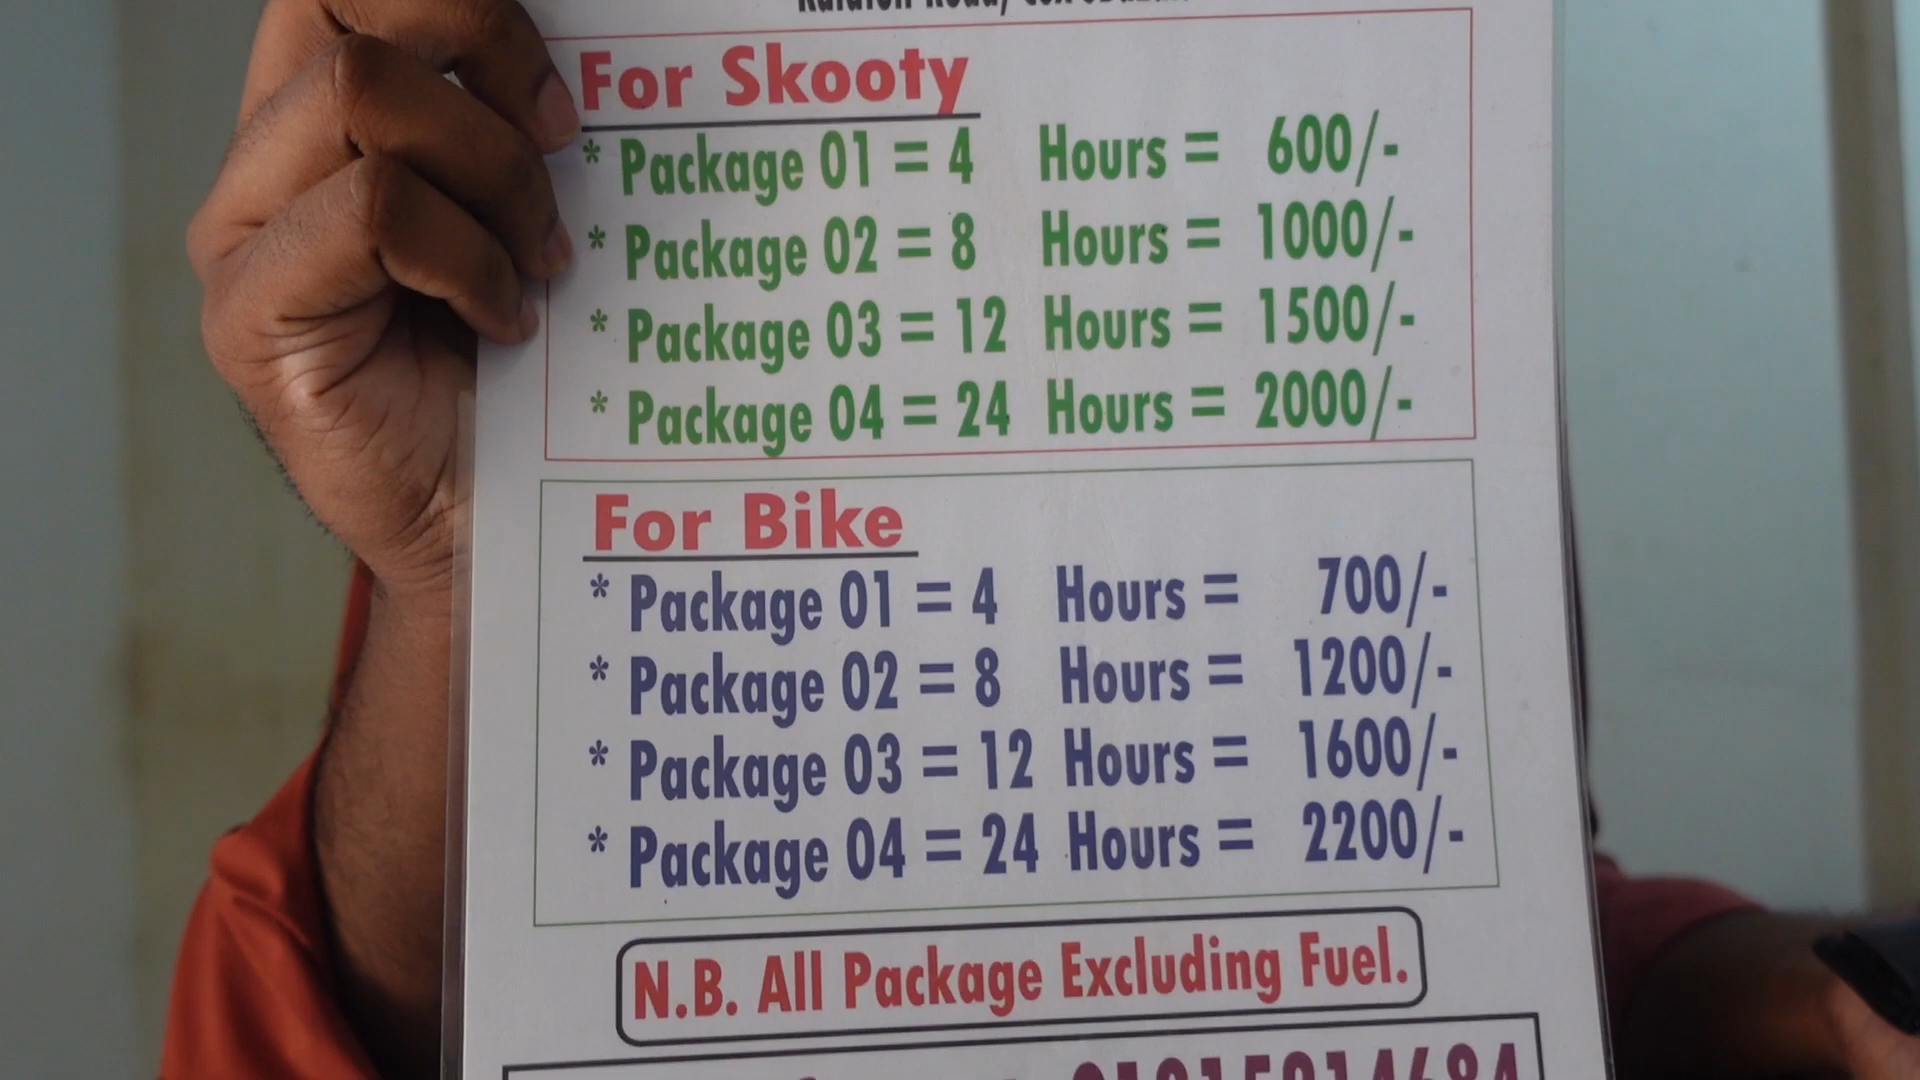 For Skooty
* Package 01 = 4 Hours = 600/-
* Package 02 = 8 Hours = 1000/-
* Package 03 = 12 Hours = 1500/-
* Package 04 = 24 Hours = 2000/-
For Bike
* Package 01 = 4 Hours = 700/-
* Package 02 = 8 Hours = 1200/-
* Package 03 = 12 Hours = 1600/-
* Package 04 = 24 Hours = 2200/-
N.B. All Package Excluding Fuel.